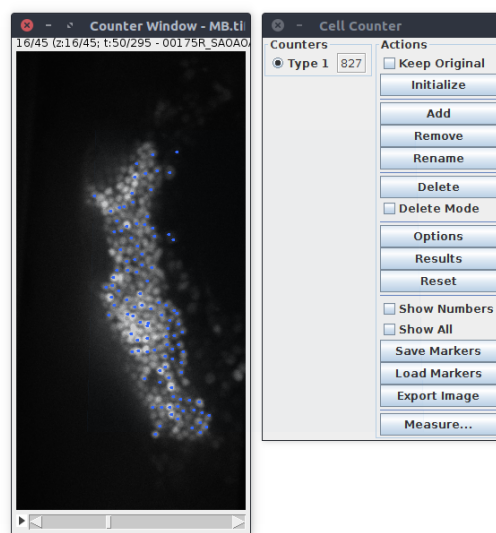 Counter Window - MB.ti
16/45 (z:16/45; t:50/295 - 00175R_SAOAO
Cell Counter
Counters
Type 1 827
Actions
Keep Original
Initialize
Add
Remove
Rename
Delete
Delete Mode
Options
Results
Reset
Show Numbers
Show All
Save Markers
Load Markers
Export Image
Measure...